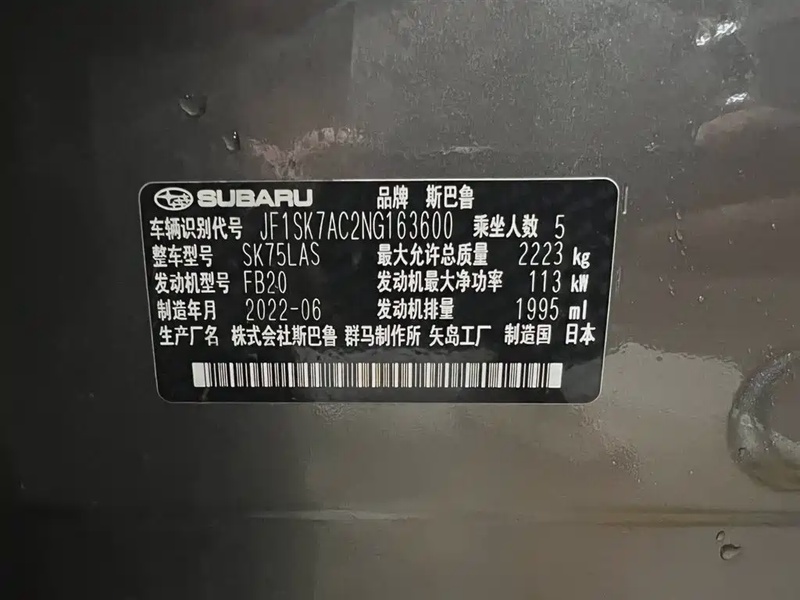 SUBARU 品牌 斯巴鲁
车辆识别代号 JF1SK7AC2NG163600 乘坐人数 5
整车型号 SK75LAS 最大允许总质量 2223 kg
发动机型号 FB20 发动机最大净功率 113 kW
制造年月 2022-06 发动机排量 1995 ml
生产厂名 株式会社斯巴鲁 群马制作所 矢岛工厂 制造国 日本